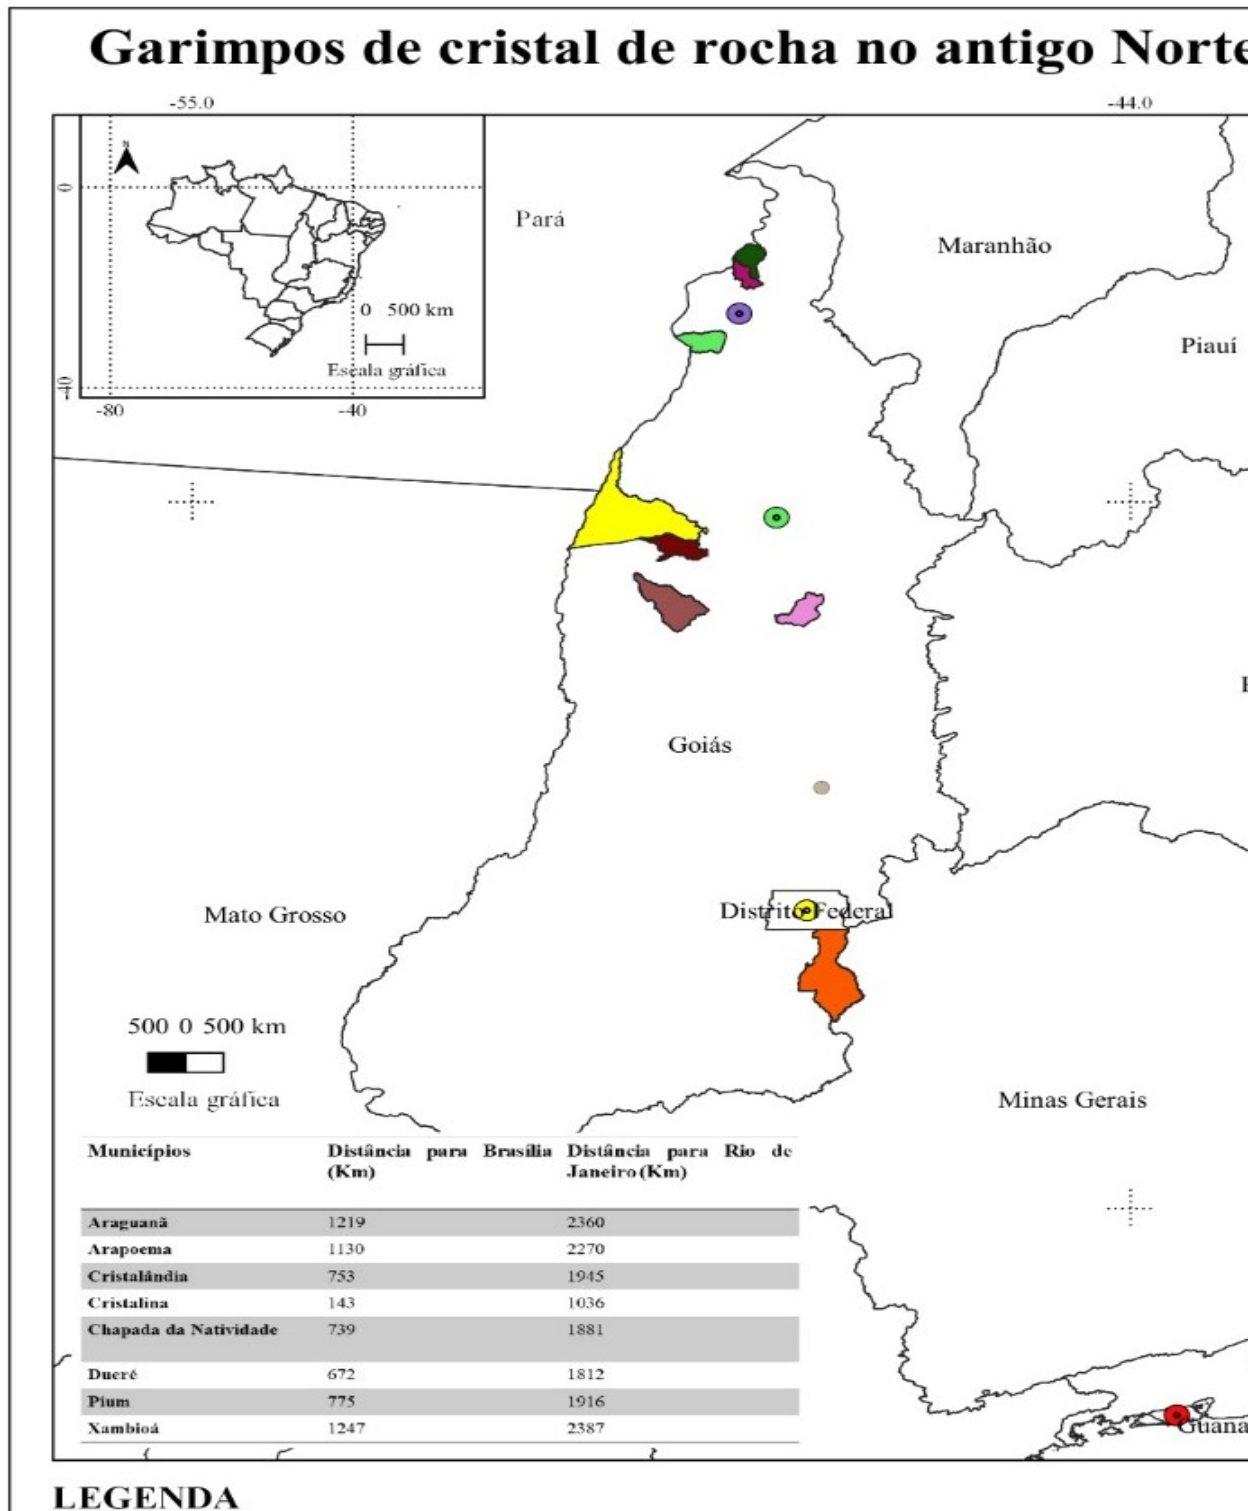 Garimpos de cristal de rocha no antigo Norte
-55.0
-44.0
N
0
-40
-80
-40
0 500 km
Escala gráfica
Pará
Maranhão
Piauí
Goiás
Mato Grosso
Distrito Federal
500 0 500 km
Escala gráfica
Minas Gerais
Guana
Municípios Distância para Brasília (Km) Distância para Rio de Janeiro (Km)
Araguanã 1219 2360
Arapoema 1130 2270
Cristalândia 753 1945
Cristalina 143 1036
Chapada da Natividade 739 1881
Dueré 672 1812
Pium 775 1916
Xambioá 1247 2387
LEGENDA